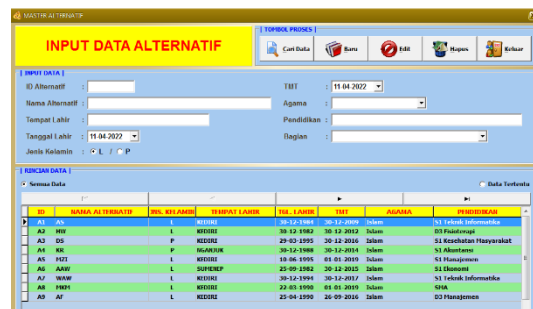 MASTER ALTERNATIF
INPUT DATA ALTERNATIF
[ TOMBOL PROSES ]
Cari Data
Baru
Edit
Hapus
Keluar
[ INPUT DATA ]
ID Alternatif :
TMT : 11-04-2022
Nama Alternatif :
Agama :
Tempat Lahir :
Pendidikan :
Tanggal Lahir : 11-04-2022
Bagian :
Jenis Kelamin : L / P
[ RINCIAN DATA ]
Semua Data
Data Tertentu
ID NAMA ALTERNATIF JNS. KELAMIN TEMPAT LAHIR TGL. LAHIR TMT AGAMA PENDIDIKAN
A1 AS L KEDIRI 30-12-1984 30-12-2009 Islam S1 Teknik Informatika
A2 HW L KEDIRI 30-12-1982 30-12-2012 Islam D3 Fisioterapi
A3 DS P KEDIRI 29-03-1995 30-12-2016 Islam S1 Kesehatan Masyarakat
A4 KR P NGANJUK 30-12-1988 30-12-2014 Islam S1 Akuntansi
A5 MZI L KEDIRI 10-06-1995 01-01-2019 Islam S1 Manajemen
A6 AAW L SUMENEP 25-09-1982 30-12-2015 Islam S1 Ekonomi
A7 WAW L KEDIRI 30-12-1994 30-12-2017 Islam S1 Teknik Informatika
A8 MKM L KEDIRI 22-03-1990 01-01-2019 Islam SMA
A9 AF L KEDIRI 25-04-1990 26-09-2016 Islam D3 Manajemen